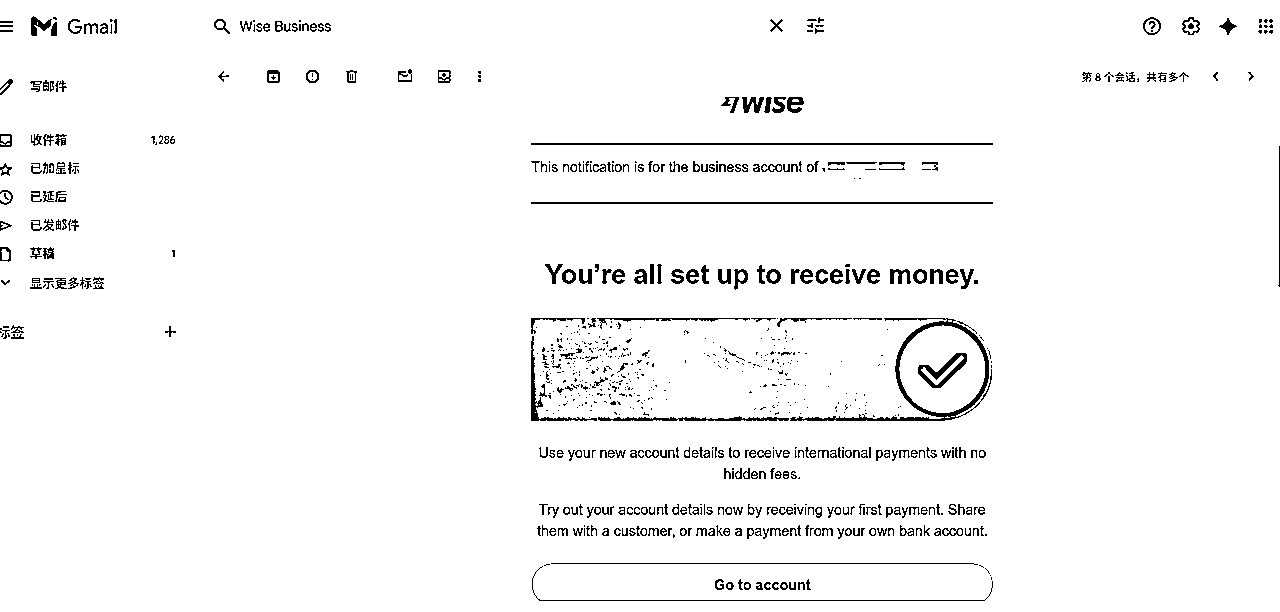 Gmail
Wise Business
写邮件
第 8 个会话，共有多个
收件箱 1,286
已加星标
已延后
已发邮件
草稿 1
显示更多标签
标签
wise
This notification is for the business account of
You're all set up to receive money.
Use your new account details to receive international payments with no
hidden fees.
Try out your account details now by receiving your first payment. Share
them with a customer, or make a payment from your own bank account.
Go to account